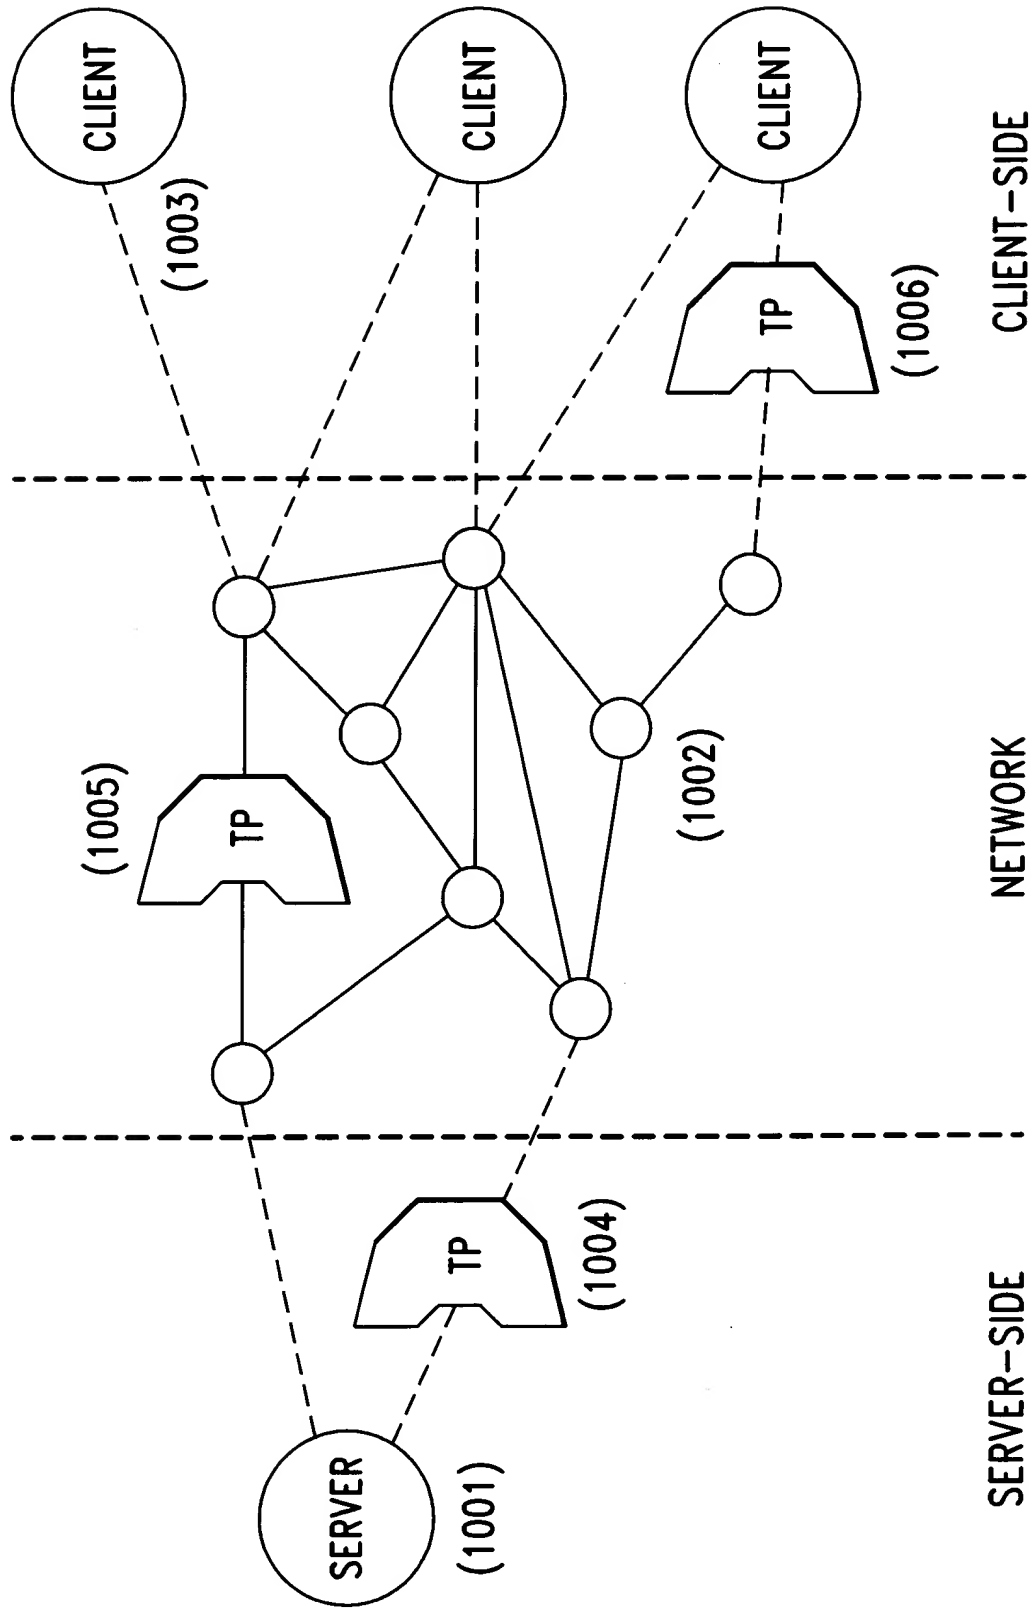 CLIENT
(1003)
CLIENT
CLIENT
TP
(1006)
CLIENT-SIDE
(1005)
TP
(1002)
NETWORK
TP
(1004)
SERVER
(1001)
SERVER-SIDE